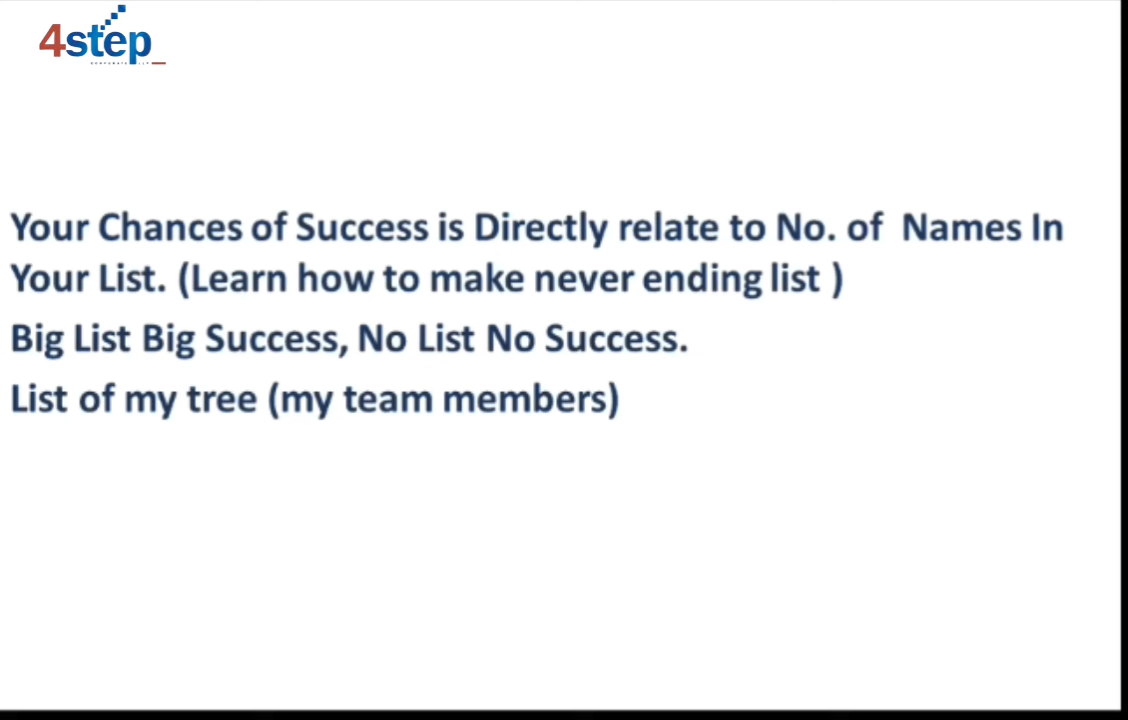 4step
Your Chances of Success is Directly relate to No. of Names In
Your List. (Learn how to make never ending list )
Big List Big Success, No List No Success.
List of my tree (my team members)